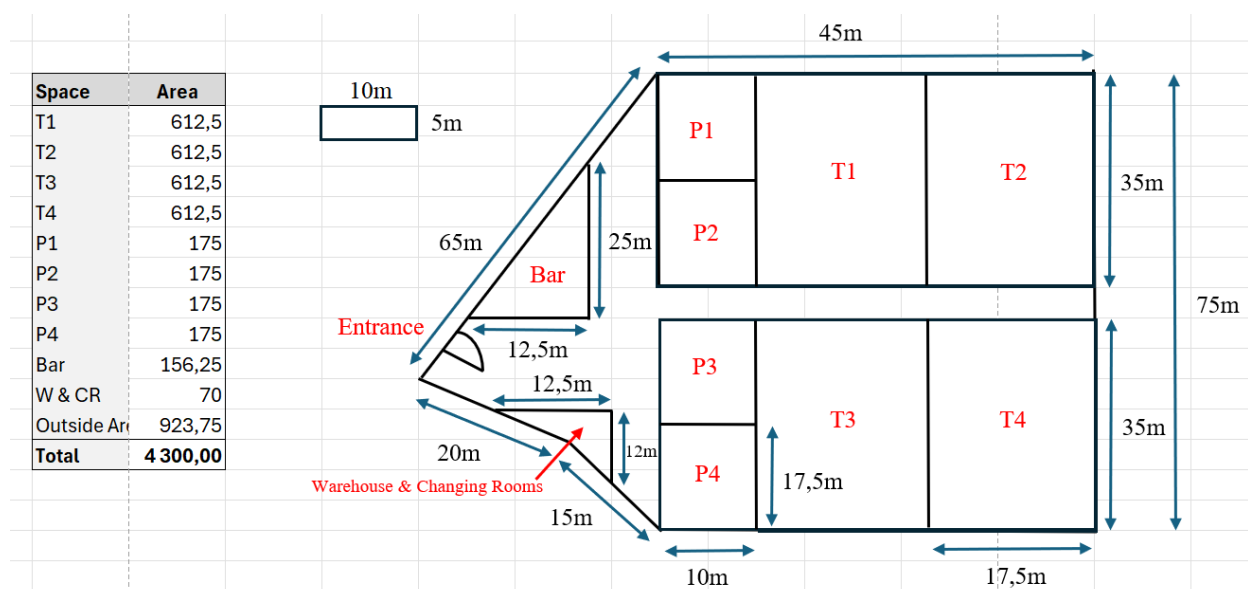 Space Area
T1 612,5
T2 612,5
T3 612,5
T4 612,5
P1 175
P2 175
P3 175
P4 175
Bar 156,25
W & CR 70
Outside Are 923,75
Total 4 300,00
10m
5m
45m
P1
T1
T2
35m
65m
25m
P2
Bar
75m
Entrance
12,5m
12,5m
P3
T3
T4
35m
20m
12m
P4
17,5m
Warehouse & Changing Rooms
15m
10m
17,5m